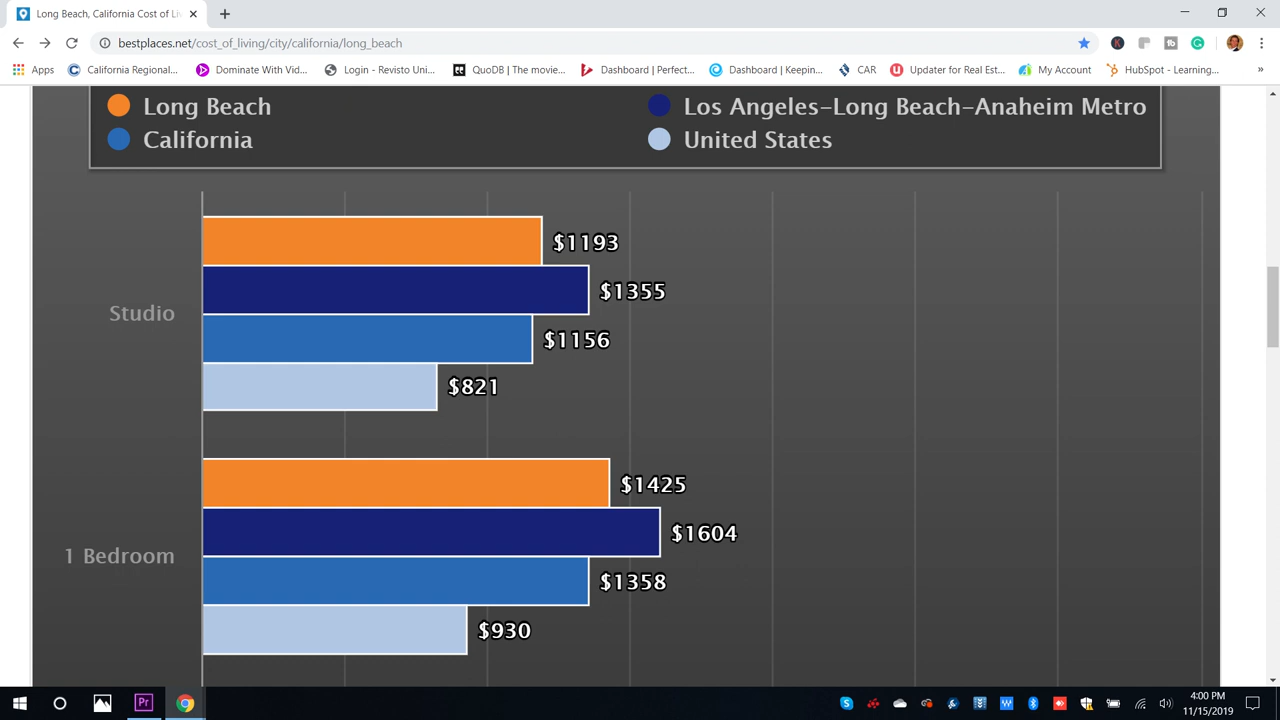 Long Beach, California Cost of Li
bestplaces.net/cost_of_living/city/california/long_beach
Apps
California Regional...
Dominate With Vid...
Login - Revisto Uni...
QuoDB | The movie...
Dashboard | Perfect...
Dashboard | Keepin...
CAR
Updater for Real Est...
My Account
HubSpot - Learning...
»
Long Beach
Los Angeles-Long Beach-Anaheim Metro
California
United States
$1193
$1355
Studio
$1156
$821
$1425
$1604
1 Bedroom
$1358
$930
Pr
4:00 PM
11/15/2019